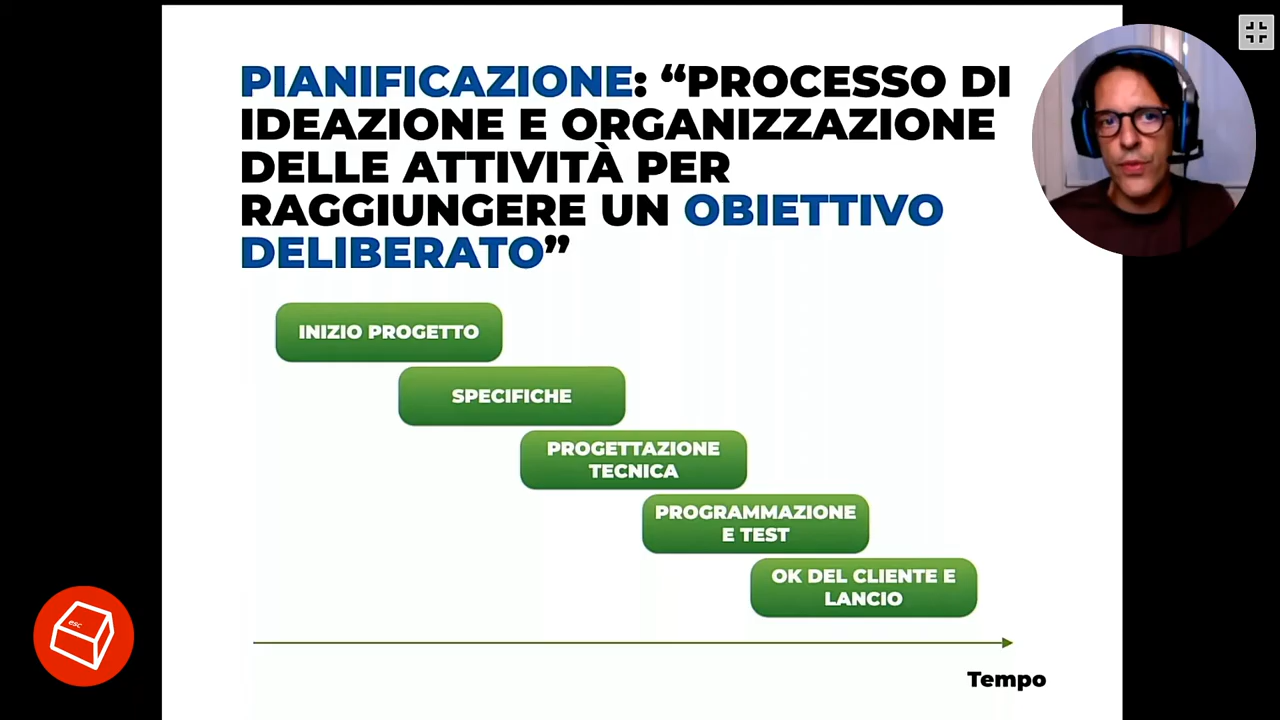 PIANIFICAZIONE: “PROCESSO DI
IDEAZIONE E ORGANIZZAZIONE
DELLE ATTIVITÀ PER
RAGGIUNGERE UN OBIETTIVO
DELIBERATO”
INIZIO PROGETTO
SPECIFICHE
PROGETTAZIONE
TECNICA
PROGRAMMAZIONE
E TEST
OK DEL CLIENTE E
LANCIO
esc
Tempo